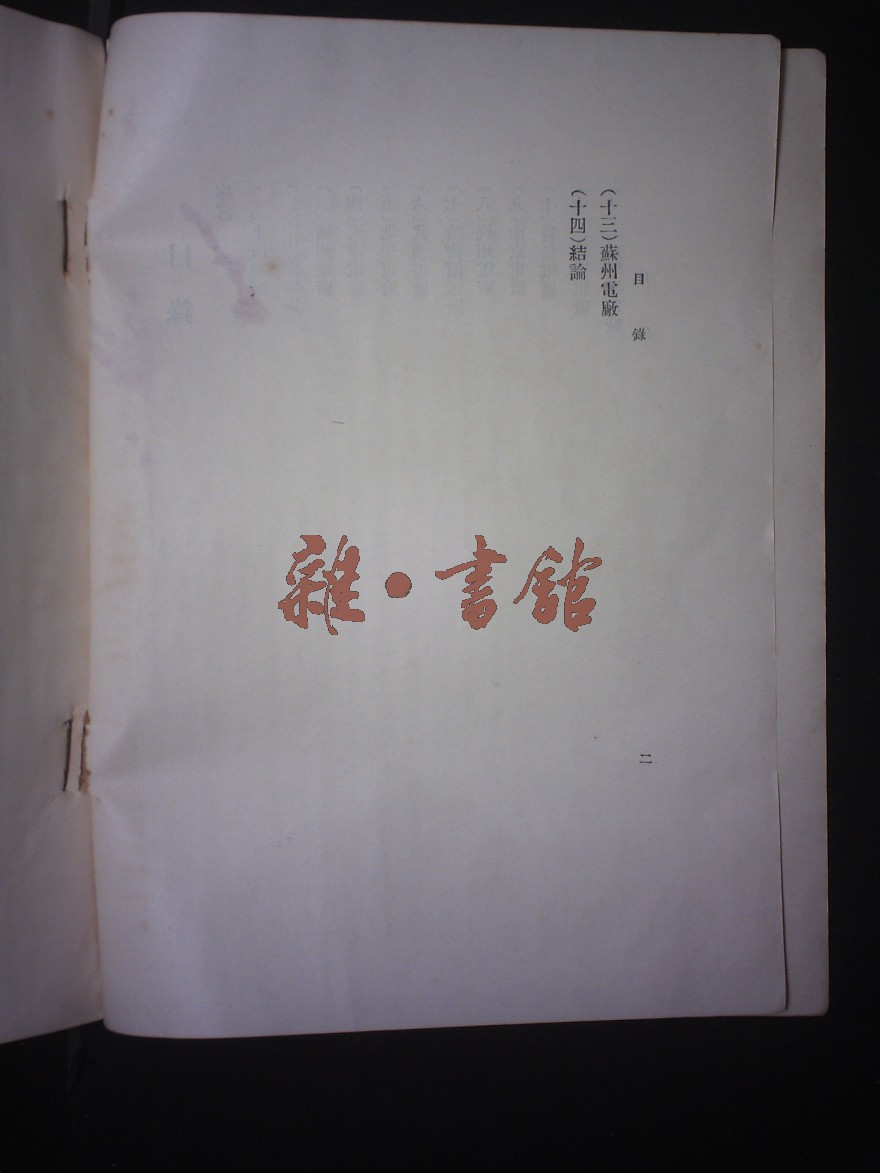 目錄
二
（十三）蘇州電廠
（十四）結論
雜·書館